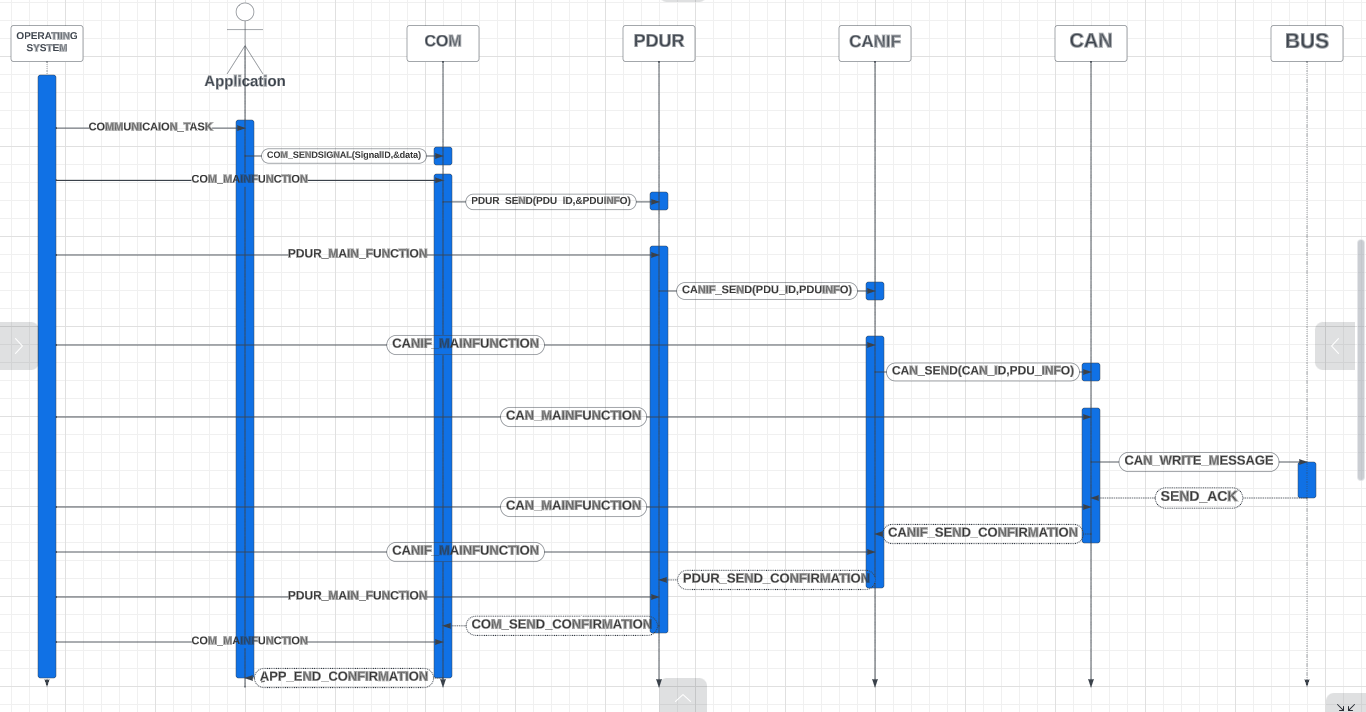 OPERATIING
SYSTEM
COM
PDUR
CANIF
CAN
BUS
Application
COMMUNICAION_TASK
COM_SENDSIGNAL(SignalID,&data)
COM_MAINFUNCTION
PDUR_SEND(PDU_ID,&PDUINFO)
PDUR_MAIN_FUNCTION
CANIF_SEND(PDU_ID,PDUINFO)
CANIF_MAINFUNCTION
CAN_SEND(CAN_ID,PDU_INFO)
CAN_MAINFUNCTION
CAN_WRITE_MESSAGE
SEND_ACK
CAN_MAINFUNCTION
CANIF_SEND_CONFIRMATION
CANIF_MAINFUNCTION
PDUR_SEND_CONFIRMATION
PDUR_MAIN_FUNCTION
COM_SEND_CONFIRMATION
COM_MAINFUNCTION
APP_END_CONFIRMATION